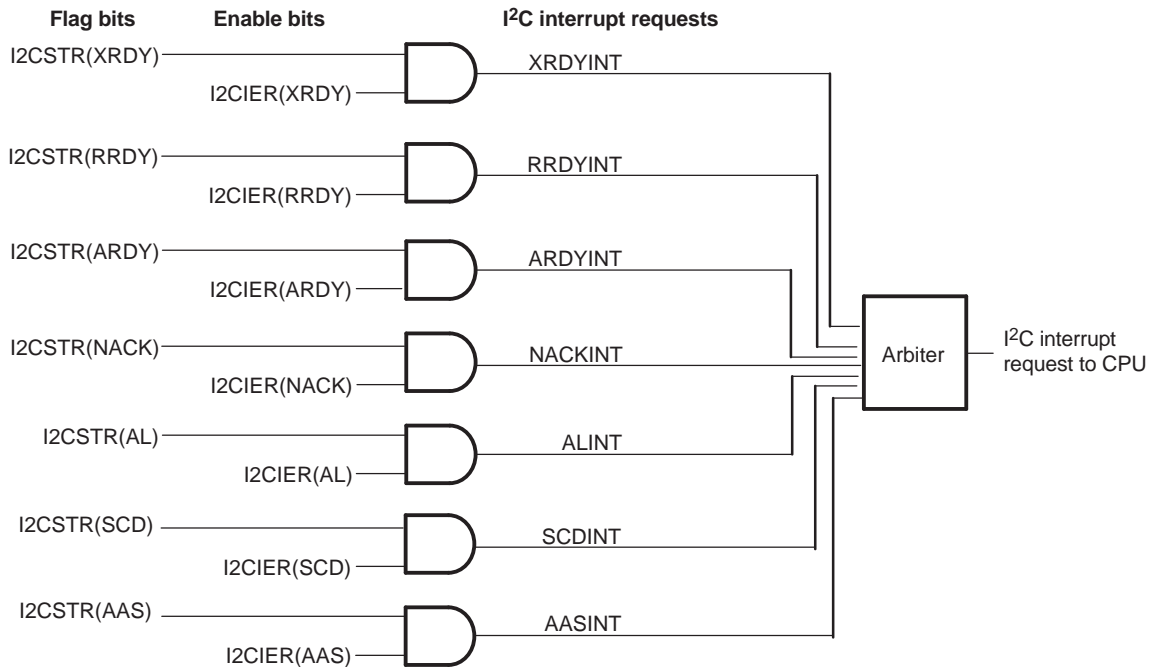 Flag bits Enable bits I2C interrupt requests
I2CSTR(XRDY)
XRDYINT
I2CIER(XRDY)
I2CSTR(RRDY)
RRDYINT
I2CIER(RRDY)
I2CSTR(ARDY)
ARDYINT
I2CIER(ARDY)
I2CSTR(NACK)
NACKINT
I2CIER(NACK)
Arbiter
I2C interrupt
request to CPU
I2CSTR(AL)
ALINT
I2CIER(AL)
I2CSTR(SCD)
SCDINT
I2CIER(SCD)
I2CSTR(AAS)
AASINT
I2CIER(AAS)